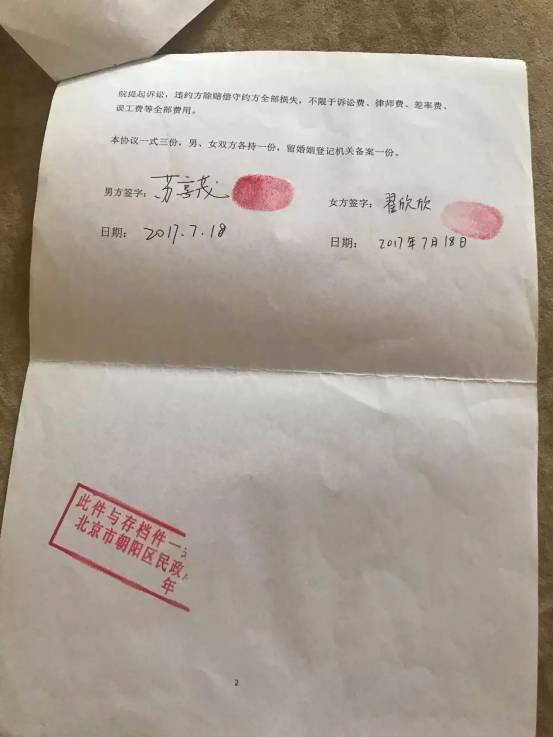 院提起诉讼，违约方除赔偿守约方全部损失，不限于诉讼费、律师费、差率费、
误工费等全部费用。
本协议一式三份，男、女双方各持一份，留婚姻登记机关备案一份。
男方签字：苏享茂
女方签字：翟欣欣
日期：2017.7.18
日期：2017年7月18日
此件与存档件一
北京市朝阳区民政
年
2